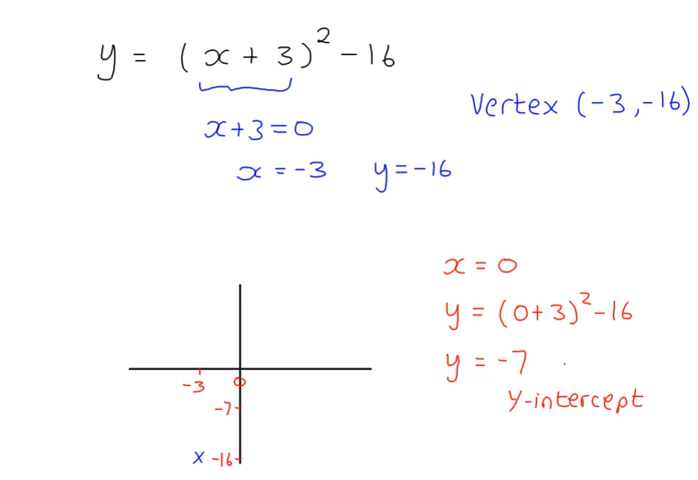 y = (x + 3)² - 16
x + 3 = 0
x = -3 y = -16
Vertex (-3, -16)
x = 0
y = (0 + 3)² - 16
y = -7
y-intercept
-3
0
-7
x -16